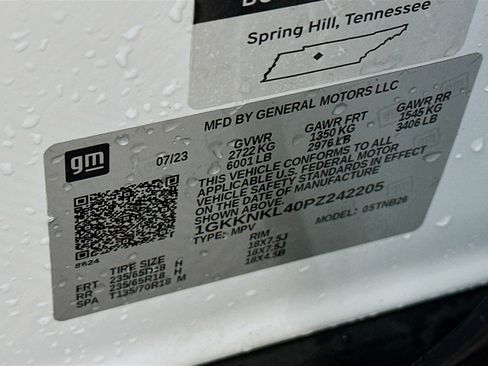 Spring Hill, Tennessee
MFD BY GENERAL MOTORS LLC
gm
07/23
GVWR GAWR FRT GAWR RR
2722 KG 1350 KG 1545 KG
6001 LB 2976 LB 3406 LB
THIS VEHICLE CONFORMS TO ALL
APPLICABLE U.S. FEDERAL MOTOR
VEHICLE SAFETY STANDARDS IN EFFECT
ON THE DATE OF MANUFACTURE
SHOWN ABOVE.
1GKKNKL40PZ242205
TYPE: MPV MODEL: 05TNB26
8624
TIRE SIZE RIM
FRT 235/65R18 H 18X7.5J
RR 235/65R18 H 18X7.5J
SPA T135/70R18 M 18X4.5B